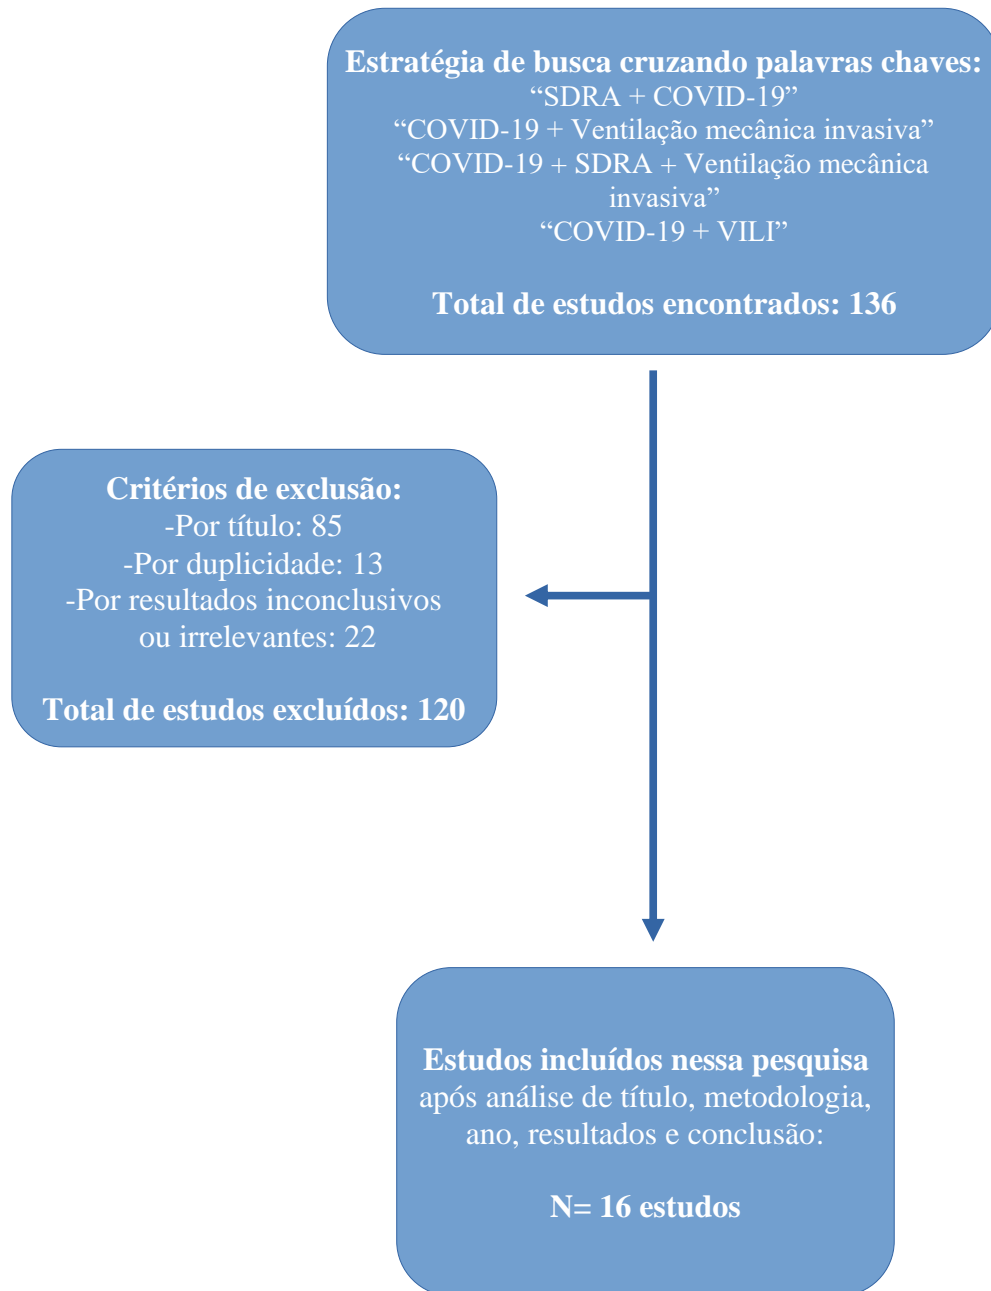 Estratégia de busca cruzando palavras chaves:
“SDRA + COVID-19”
“COVID-19 + Ventilação mecânica invasiva”
“COVID-19 + SDRA + Ventilação mecânica
invasiva”
“COVID-19 + VILI”
Total de estudos encontrados: 136
Critérios de exclusão:
-Por título: 85
-Por duplicidade: 13
-Por resultados inconclusivos
ou irrelevantes: 22
Total de estudos excluídos: 120
Estudos incluídos nessa pesquisa
após análise de título, metodologia,
ano, resultados e conclusão:
N= 16 estudos